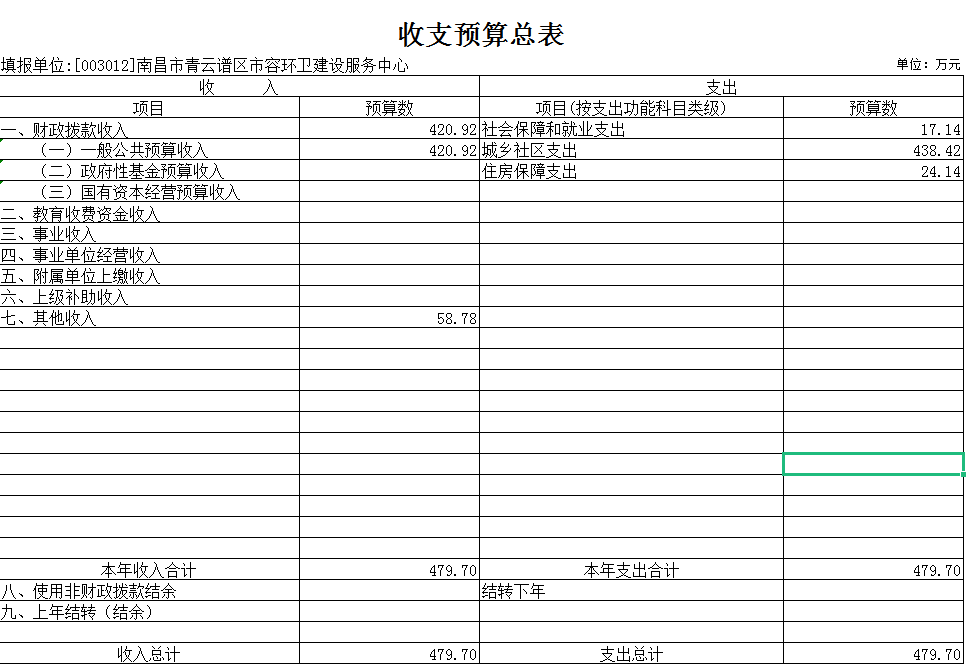 收支预算总表
填报单位:[003012]南昌市青云谱区市容环卫建设服务中心 单位：万元
收 入 支出
项目 预算数 项目(按支出功能科目类级) 预算数
一、财政拨款收入 420.92 社会保障和就业支出 17.14
（一）一般公共预算收入 420.92 城乡社区支出 438.42
（二）政府性基金预算收入 住房保障支出 24.14
（三）国有资本经营预算收入
二、教育收费资金收入
三、事业收入
四、事业单位经营收入
五、附属单位上缴收入
六、上级补助收入
七、其他收入 58.78
本年收入合计 479.70 本年支出合计 479.70
八、使用非财政拨款结余 结转下年
九、上年结转（结余）
收入总计 479.70 支出总计 479.70